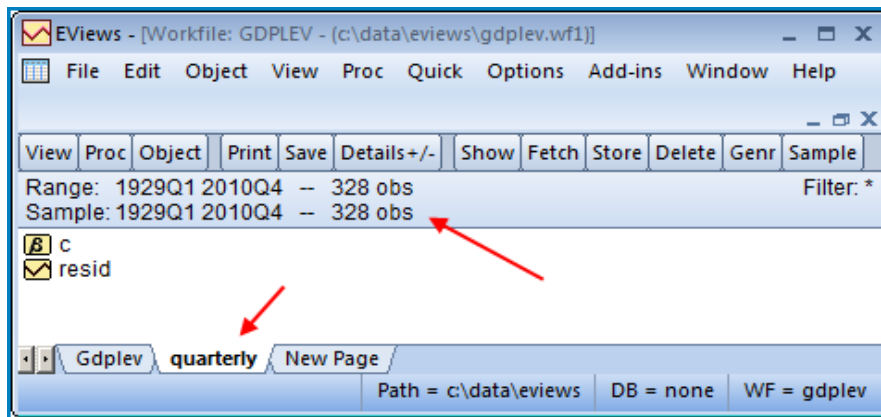 EViews - [Workfile: GDPLEV - (c:\data\eviews\gdplev.wf1)]
File Edit Object View Proc Quick Options Add-ins Window Help
View Proc Object Print Save Details+/- Show Fetch Store Delete Genr Sample
Range: 1929Q1 2010Q4 -- 328 obs Filter: *
Sample: 1929Q1 2010Q4 -- 328 obs
β c
resid
Gdplev quarterly New Page
Path = c:\data\eviews DB = none WF = gdplev